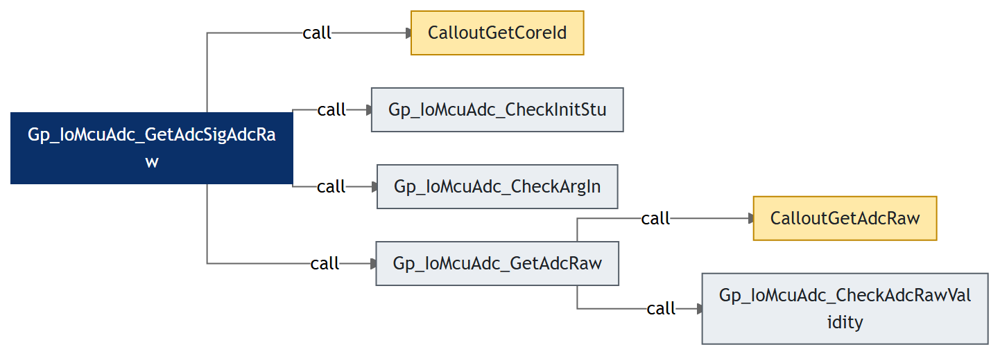 call
CalloutGetCoreId
call
Gp_IoMcuAdc_CheckInitStu
Gp_IoMcuAdc_GetAdcSigAdcRa
w
call
Gp_IoMcuAdc_CheckArgIn
call
CalloutGetAdcRaw
call
Gp_IoMcuAdc_GetAdcRaw
call
Gp_IoMcuAdc_CheckAdcRawVal
idity